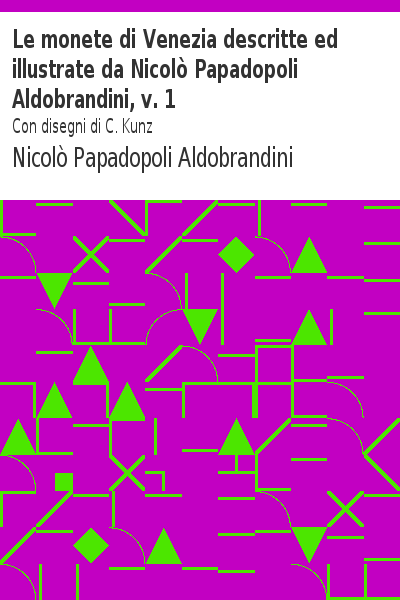 Le monete di Venezia descritte ed
illustrate da Nicolò Papadopoli
Aldobrandini, v. 1
Con disegni di C. Kunz
Nicolò Papadopoli Aldobrandini